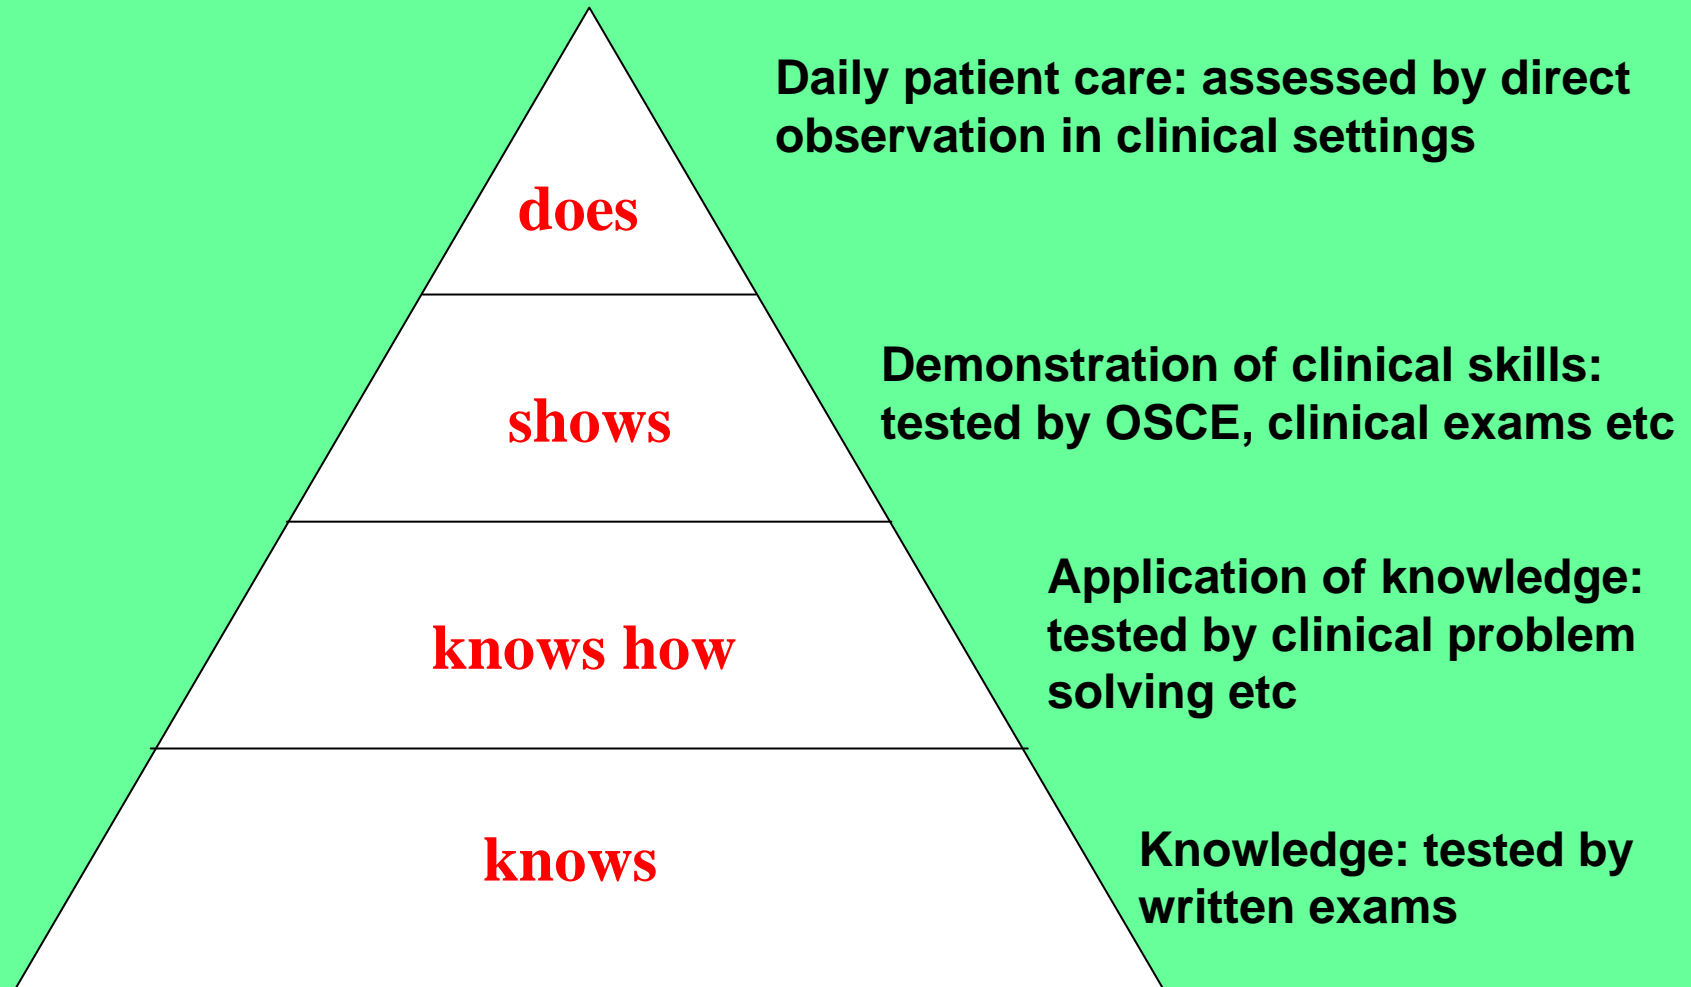 Daily patient care: assessed by direct
observation in clinical settings
does
Demonstration of clinical skills:
tested by OSCE, clinical exams etc
shows
Application of knowledge:
tested by clinical problem
solving etc
knows how
Knowledge: tested by
written exams
knows